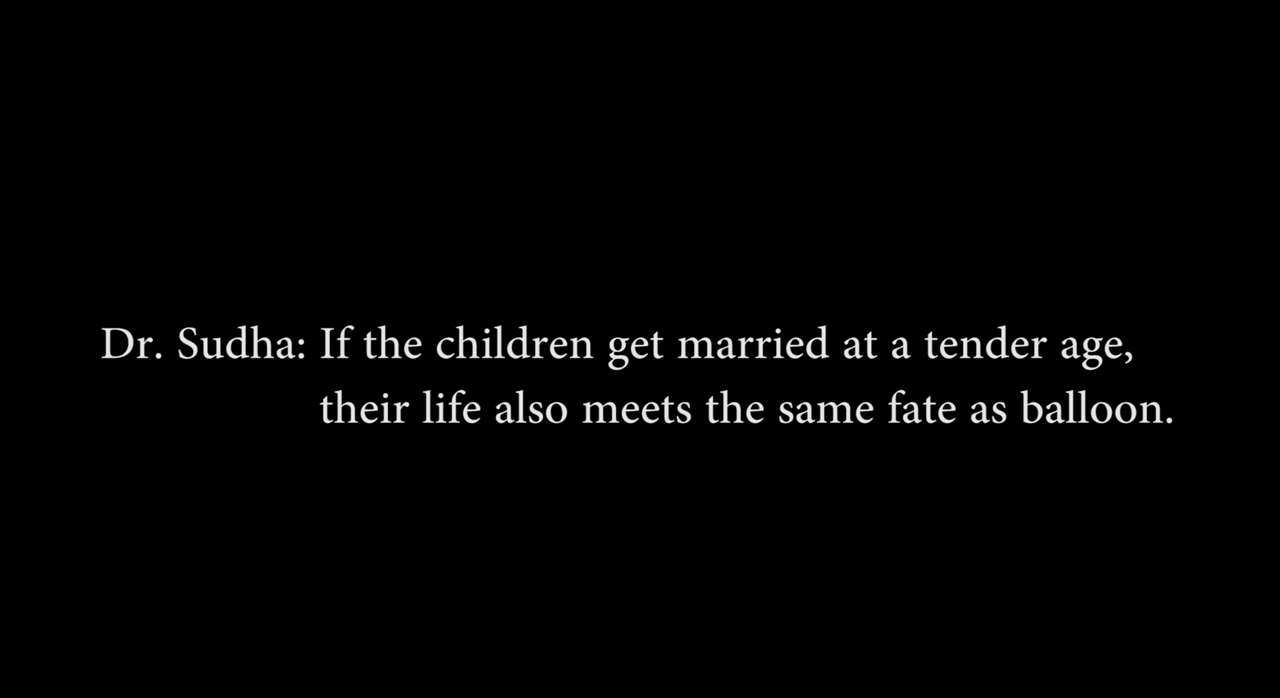 Dr. Sudha: If the children get married at a tender age,
their life also meets the same fate as balloon.